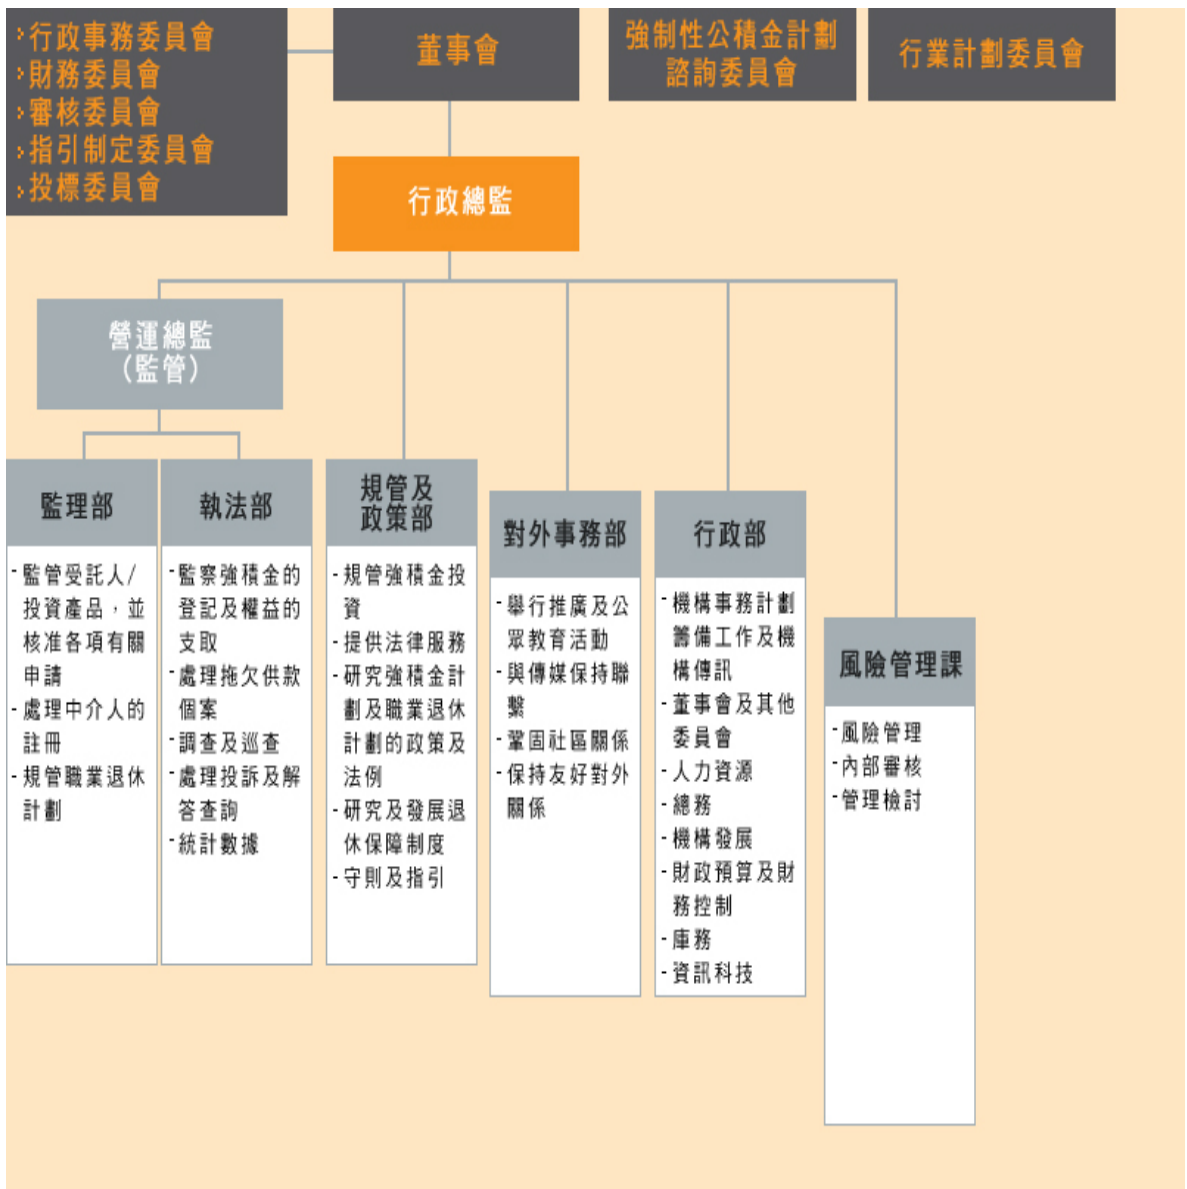 ›行政事務委員會
›財務委員會
›審核委員會
›指引制定委員會
›投標委員會
董事會
強制性公積金計劃
諮詢委員會
行業計劃委員會
行政總監
營運總監
(監管)
監理部
-監管受託人/
投資產品，並
核准各項有關
申請
-處理中介人的
註冊
-規管職業退休
計劃
執法部
-監察強積金的
登記及權益的
支取
-處理拖欠供款
個案
-調查及巡查
-處理投訴及解
答查詢
-統計數據
規管及
政策部
-規管強積金投
資
-提供法律服務
-研究強積金計
劃及職業退休
計劃的政策及
法例
-研究及發展退
休保障制度
-守則及指引
對外事務部
-舉行推廣及公
眾教育活動
-與傳媒保持聯
繫
-鞏固社區關係
-保持友好對外
關係
行政部
-機構事務計劃
籌備工作及機
構傳訊
-董事會及其他
委員會
-人力資源
-總務
-機構發展
-財政預算及財
務控制
-庫務
-資訊科技
風險管理課
-風險管理
-內部審核
-管理檢討